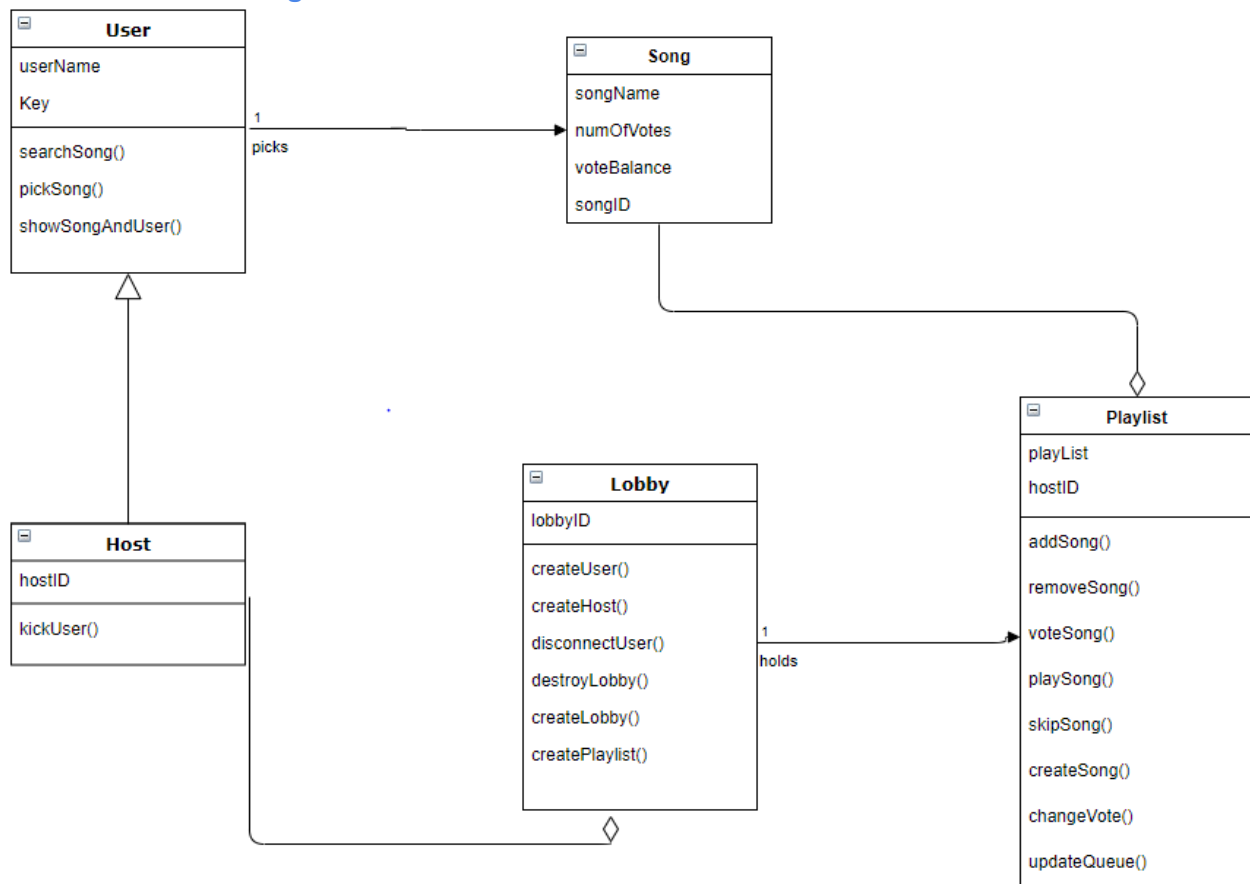 User
userName
Key
searchSong()
pickSong()
showSongAndUser()
1
picks
Song
songName
numOfVotes
voteBalance
songID
Host
hostID
kickUser()
Lobby
lobbyID
createUser()
createHost()
disconnectUser()
destroyLobby()
createLobby()
createPlaylist()
1
holds
Playlist
playList
hostID
addSong()
removeSong()
voteSong()
playSong()
skipSong()
createSong()
changeVote()
updateQueue()